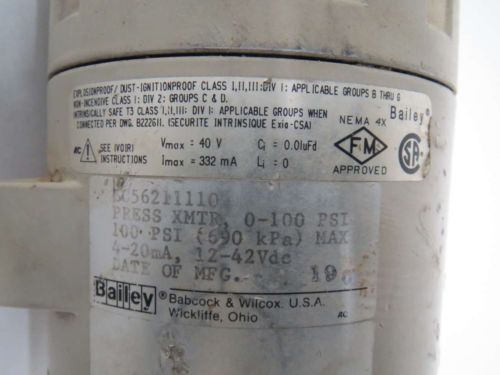 EXPLOSIONPROOF/ DUST-IGNITIONPROOF CLASS I,II,III:DIV I: APPLICABLE GROUPS B THRU G
NON-INCENDIVE CLASS I: DIV 2: GROUPS C & D.
INTRINSICALLY SAFE T3 CLASS I,II,III: DIV I: APPLICABLE GROUPS WHEN
CONNECTED PER DWG. B22261I. (SECURITE INTRINSIQUE Exia-CSA)
Bailey®
NEMA 4X
SEE (VOIR)
INSTRUCTIONS
Vmax = 40 V
Ci = 0.01uFd
Imax = 332 mA
Li = 0
FM
APPROVED
SA
56211110
PRESS XMTR, 0-100 PSI
100 PSI (690 kPa) MAX
4-20mA, 12-42Vdc
DATE OF MFG.
Bailey® Babcock & Wilcox U.S.A.
Wickliffe, Ohio
AC